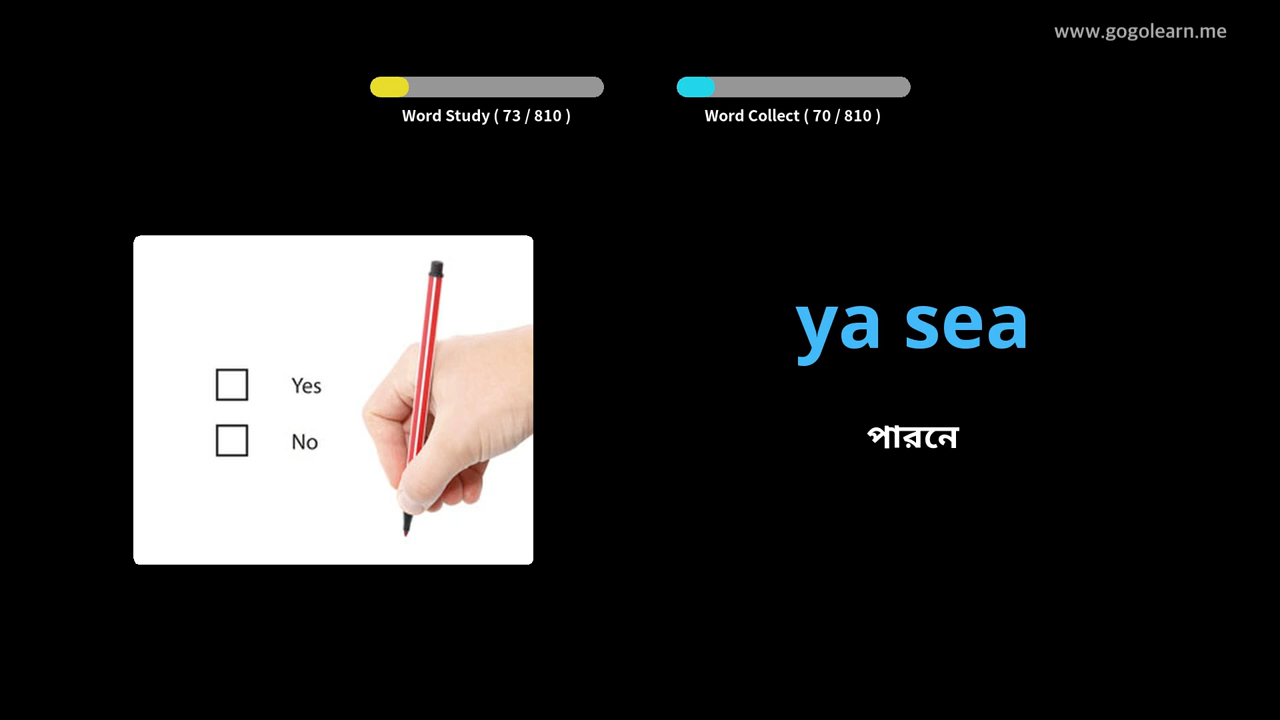 www.gogolearn.me
Word Study ( 73 / 810 )
Word Collect ( 70 / 810 )
Yes
No
ya sea
পারনে